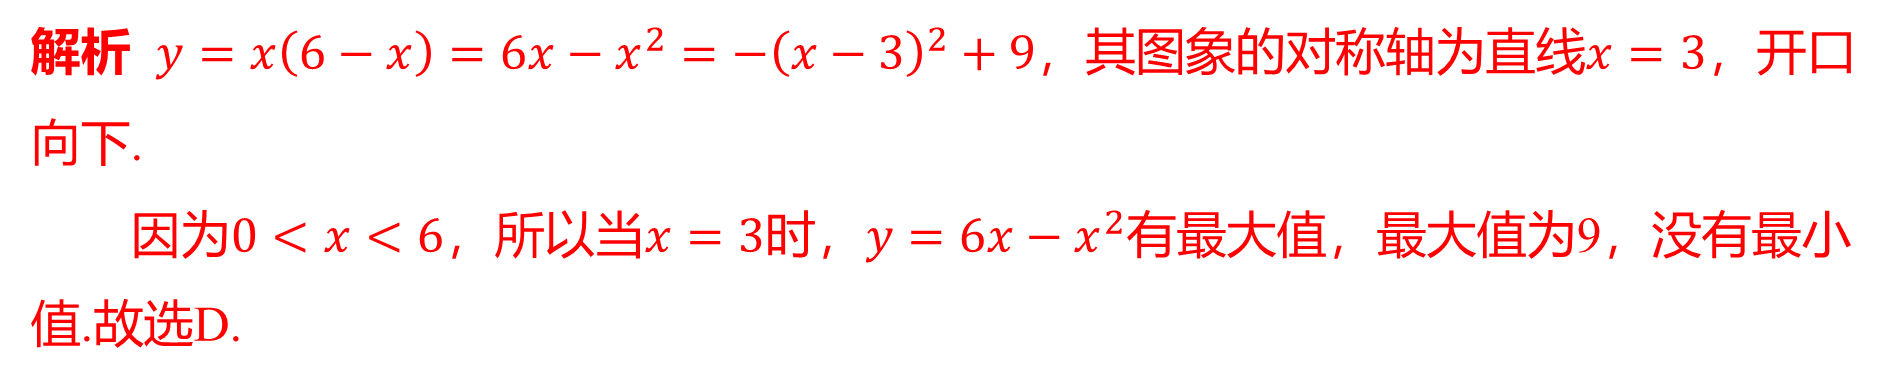 解析 y = x(6 − x) = 6x − x² = −(x − 3)² + 9，其图象的对称轴为直线x = 3，开口
向下.
因为0 < x < 6，所以当x = 3时，y = 6x − x²有最大值，最大值为9，没有最小
值.故选D.